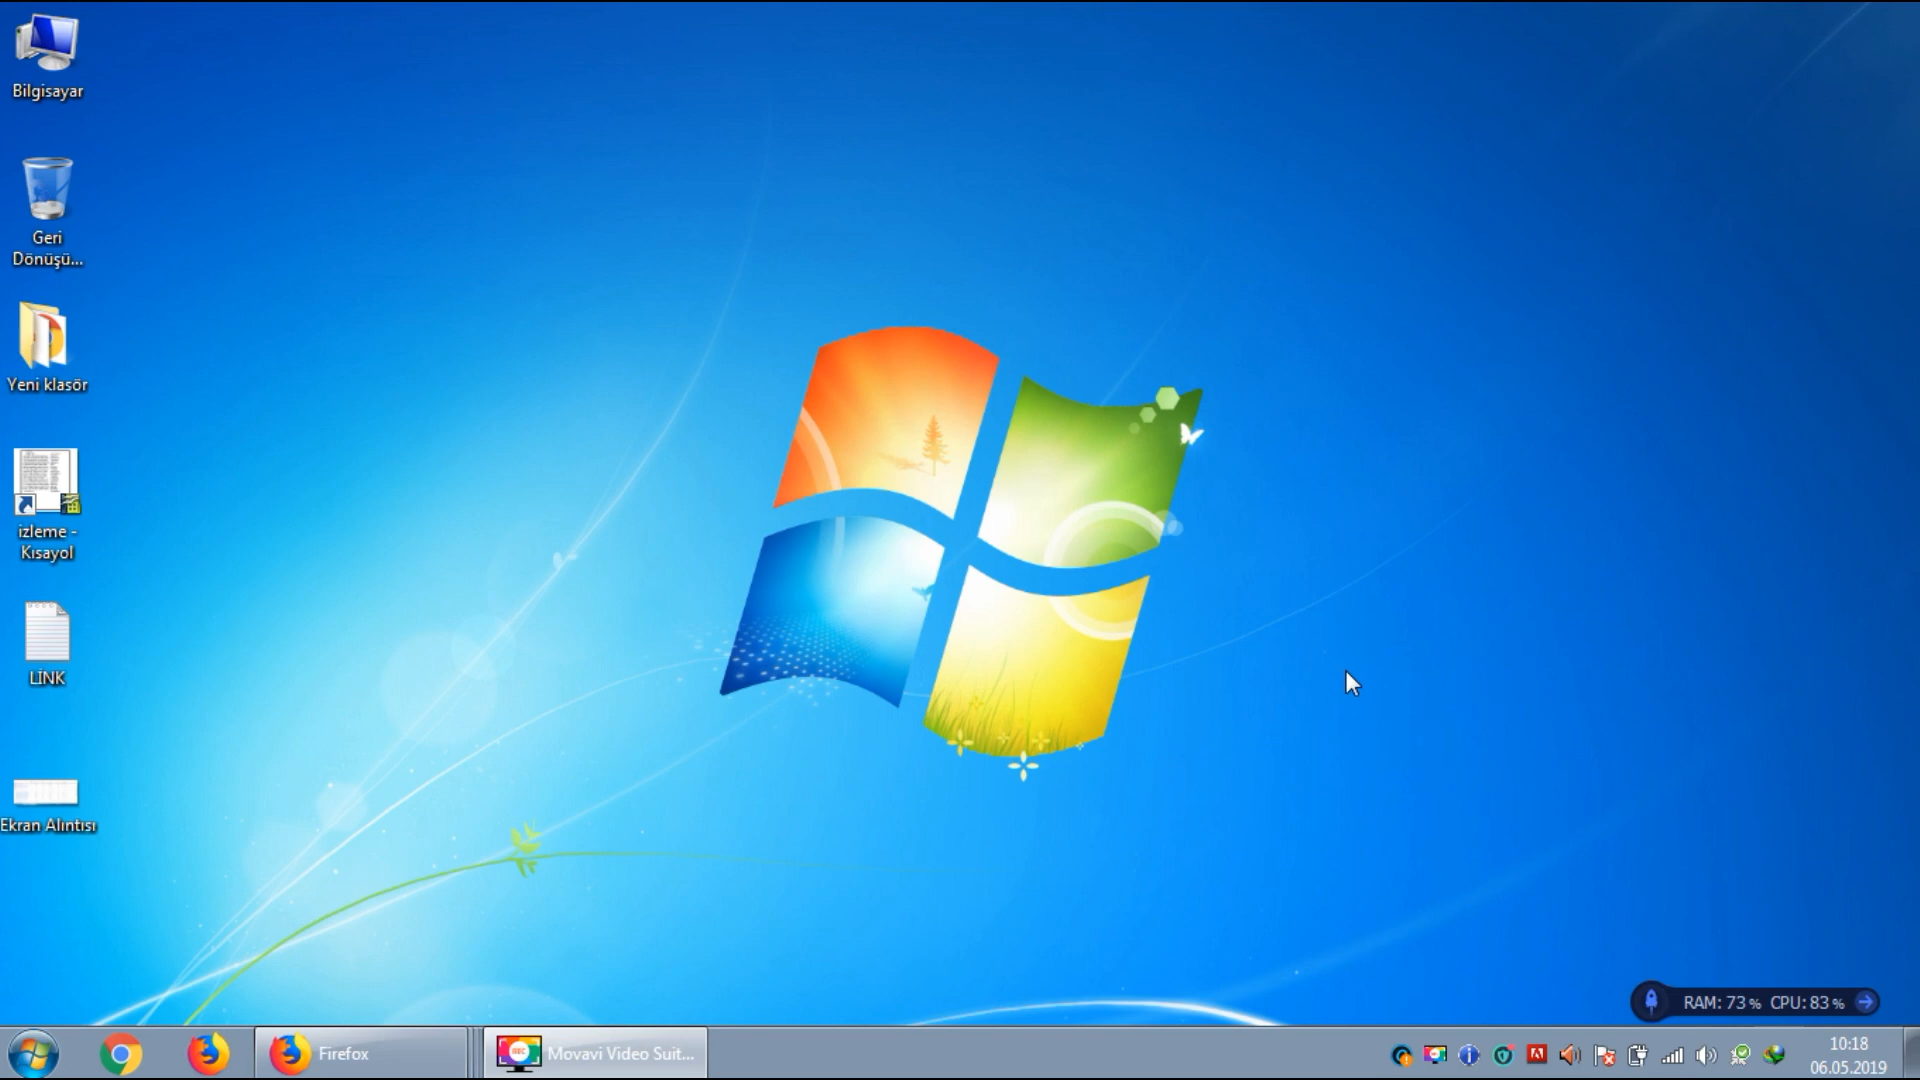 Bilgisayar
Geri
Dönüşü...
Yeni klasör
izleme -
Kısayol
LİNK
Ekran Alıntısı
RAM: 73 % CPU: 83 %
Firefox
REC
Movavi Video Suit...
10:18
06.05.2019